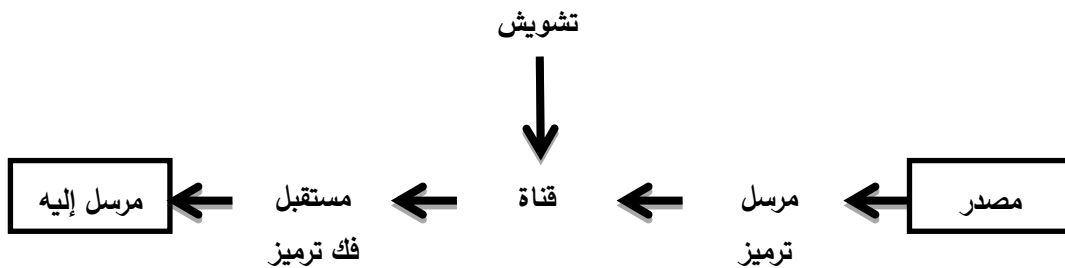 تشويش
مصدر
مرسل
ترميز
قناة
مستقبل
فك ترميز
مرسل إليه